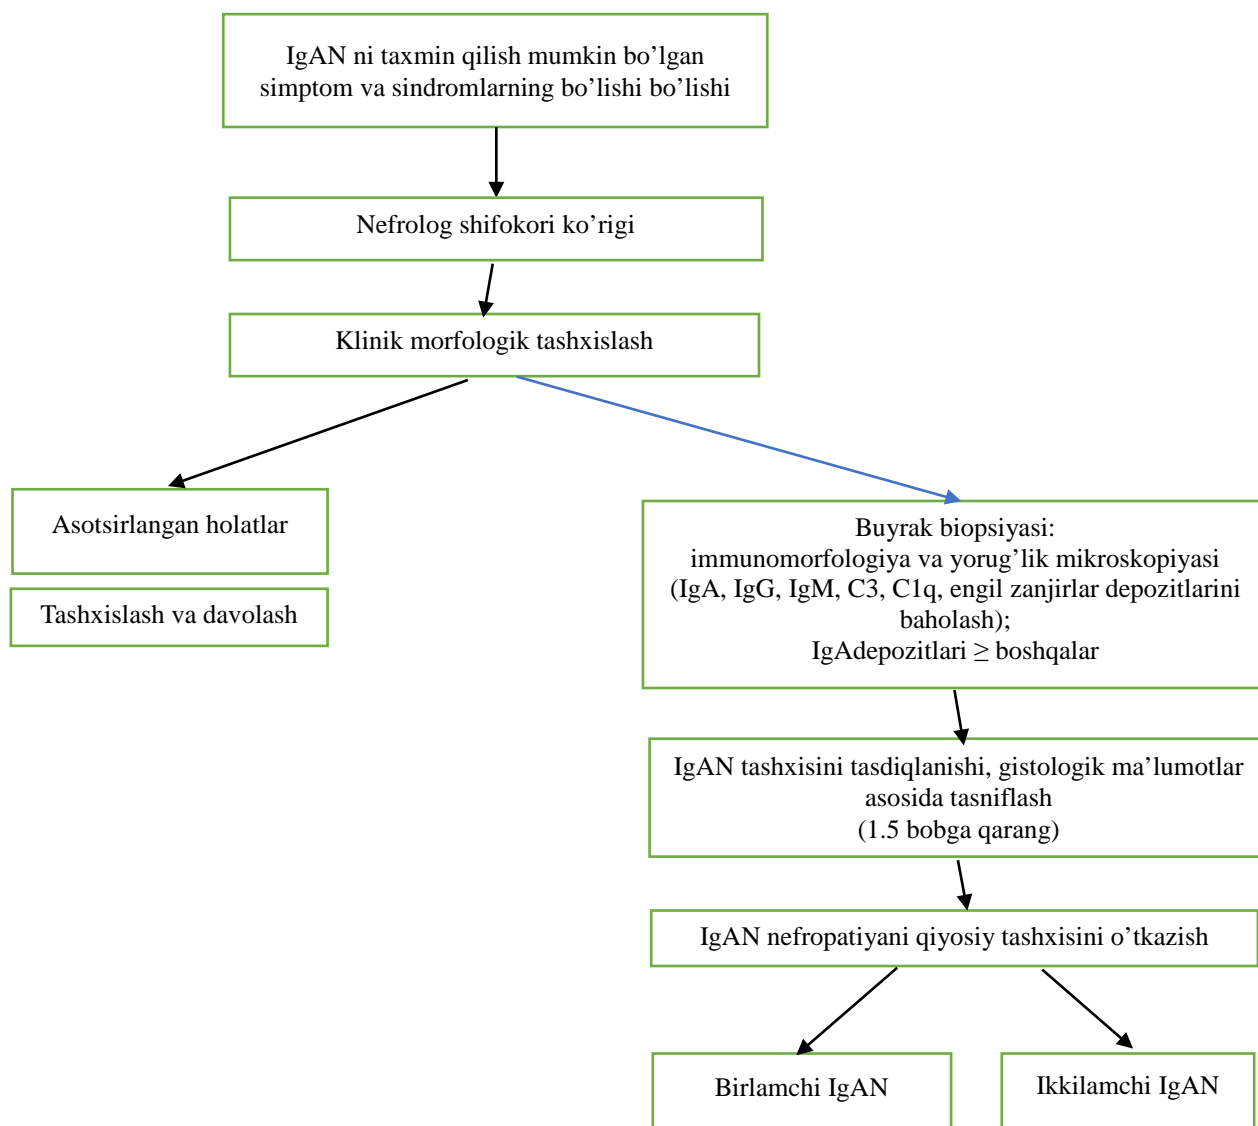 IgAN ni taxmin qilish mumkin bo’lgan
simptom va sindromlarning bo’lishi bo’lishi
Nefrolog shifokori ko’rigi
Klinik morfologik tashxislash
Asotsirlangan holatlar
Tashxislash va davolash
Buyrak biopsiyasi:
immunomorfologiya va yorug’lik mikroskopiyasi
(IgA, IgG, IgM, C3, C1q, engil zanjirlar depozitlarini
baholash);
IgAdepozitlari ≥ boshqalar
IgAN tashxisini tasdiqlanishi, gistologik ma’lumotlar
asosida tasniflash
(1.5 bobga qarang)
IgAN nefropatiyani qiyosiy tashxisini o’tkazish
Birlamchi IgAN
Ikkilamchi IgAN